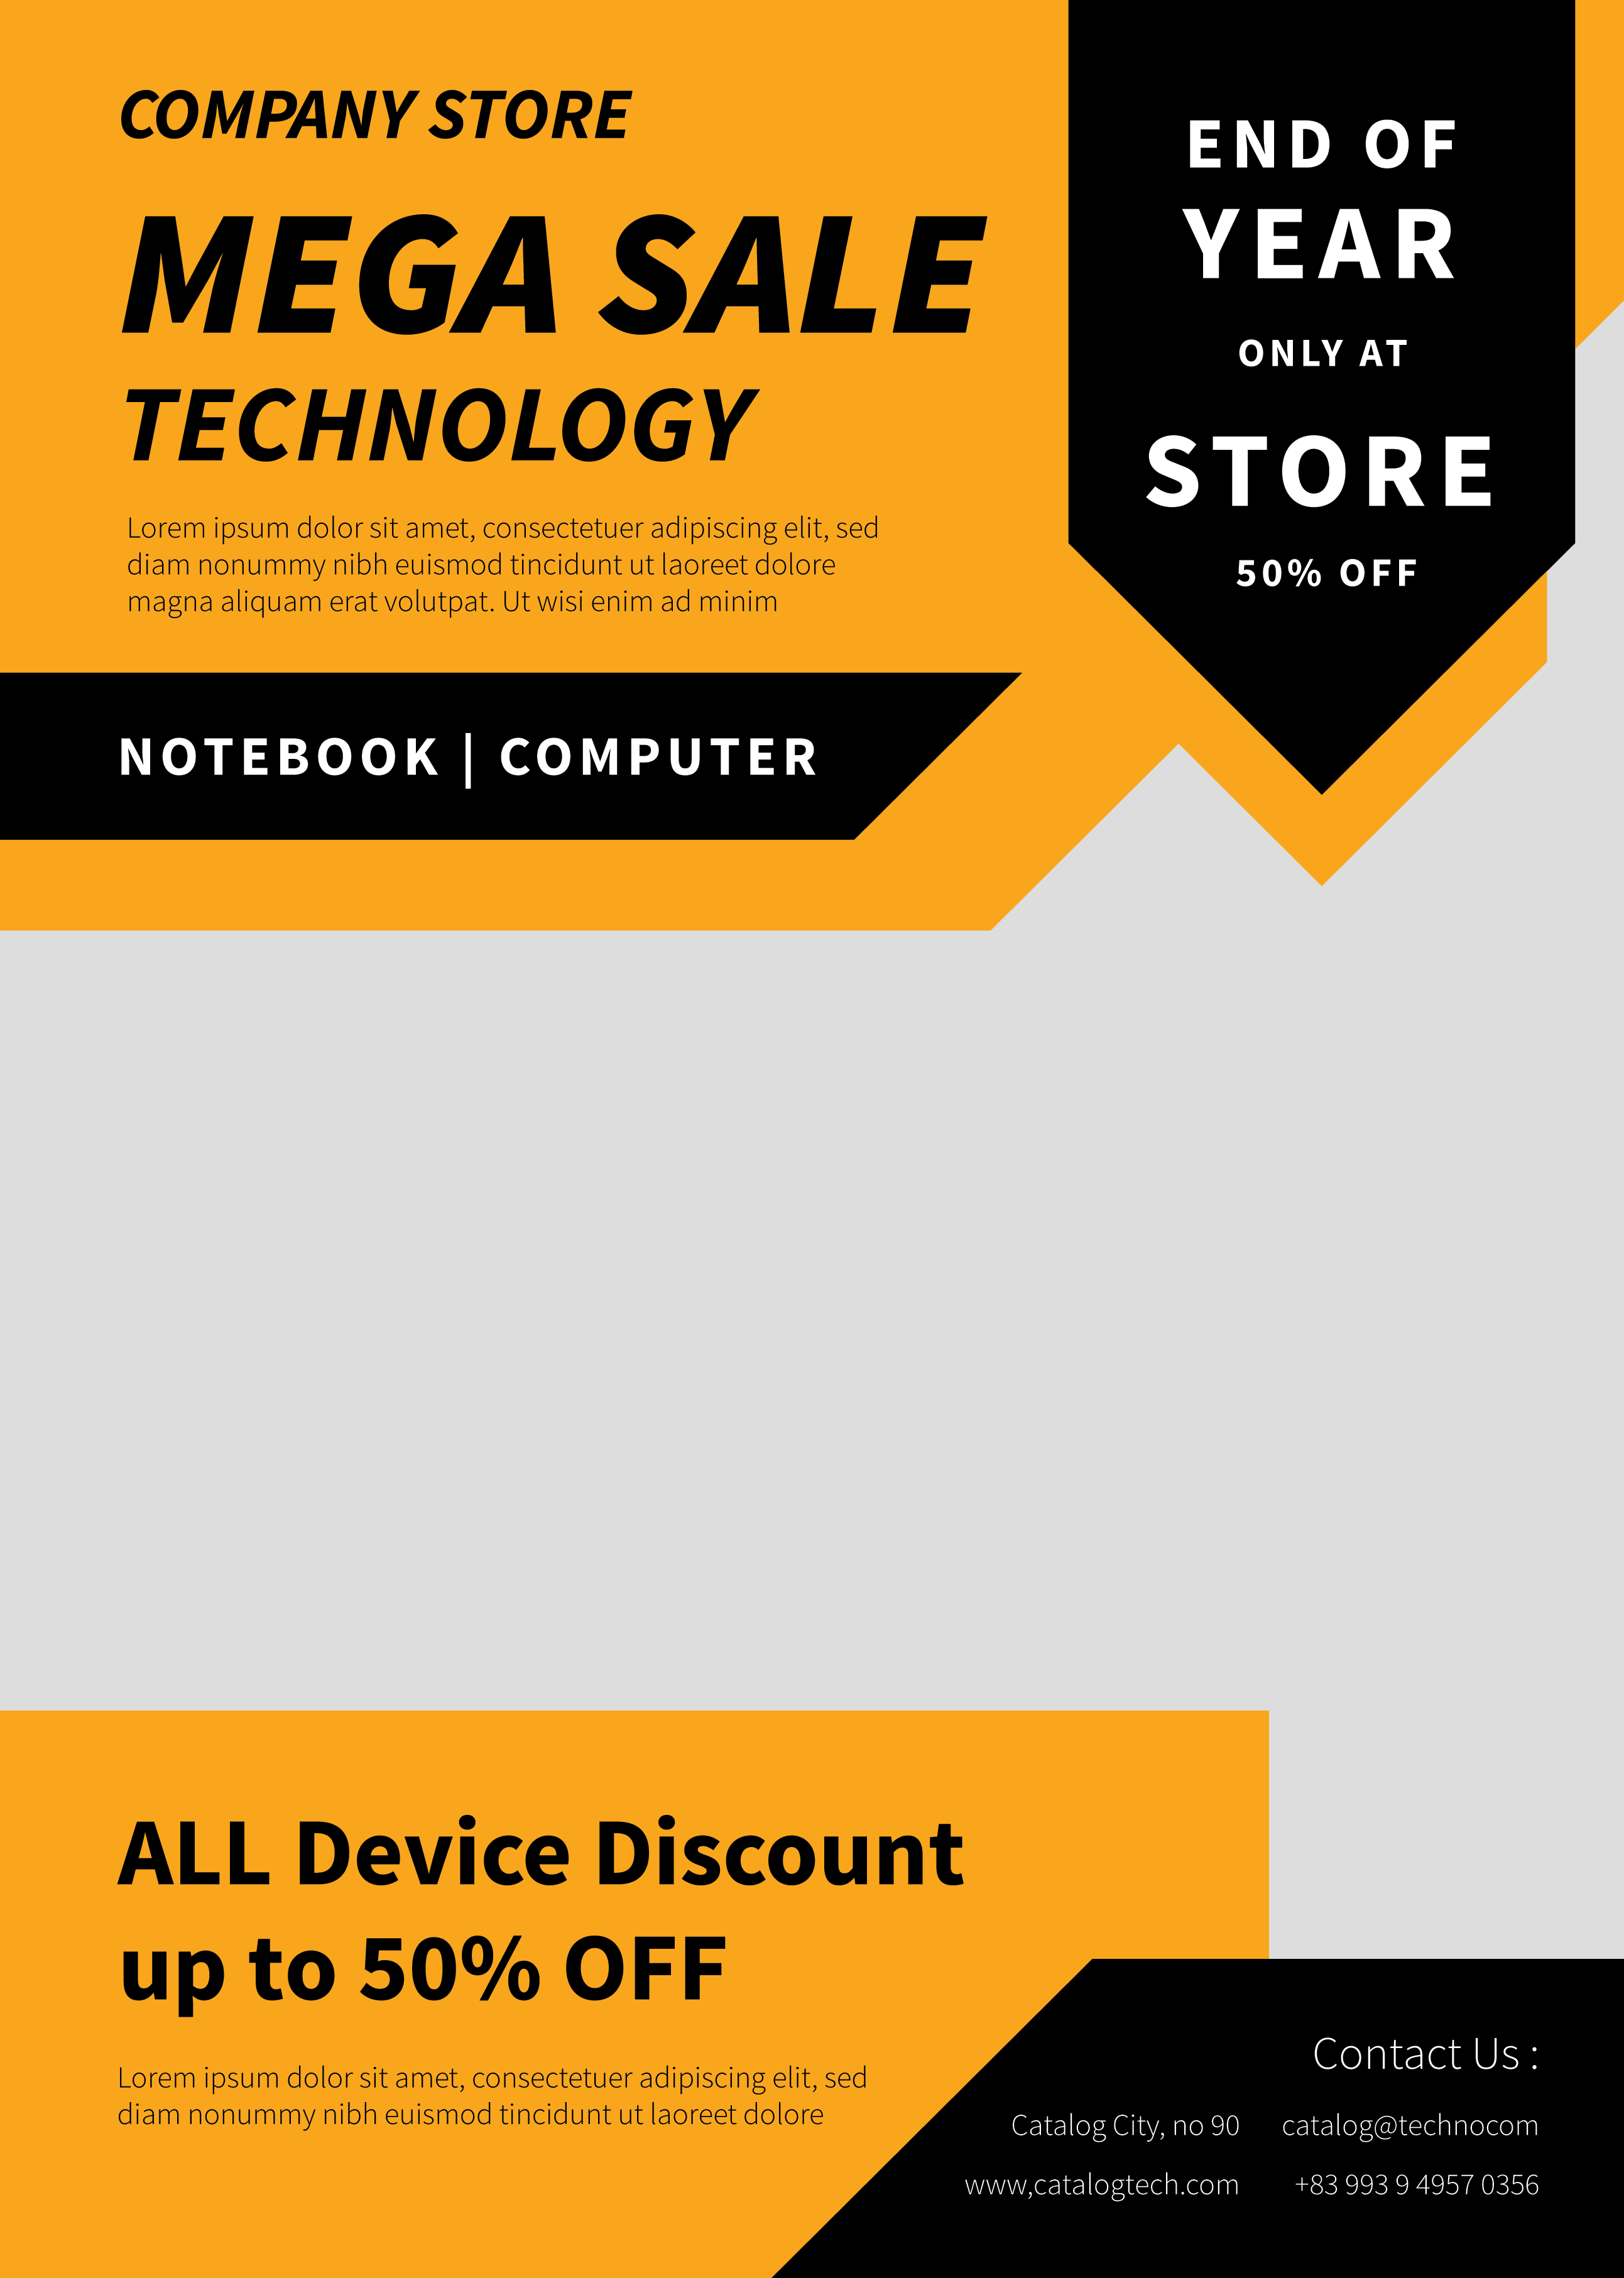 COMPANY STORE
MEGA SALE
TECHNOLOGY
Lorem ipsum dolor sit amet, consectetuer adipiscing elit, sed
diam nonummy nibh euismod tincidunt ut laoreet dolore
magna aliquam erat volutpat. Ut wisi enim ad minim
NOTEBOOK | COMPUTER
END OF
YEAR
ONLY AT
STORE
50% OFF
ALL Device Discount
up to 50% OFF
Lorem ipsum dolor sit amet, consectetuer adipiscing elit, sed
diam nonummy nibh euismod tincidunt ut laoreet dolore
Contact Us :
Catalog City, no 90 catalog@technocom
www,catalogtech.com +83 993 9 4957 0356